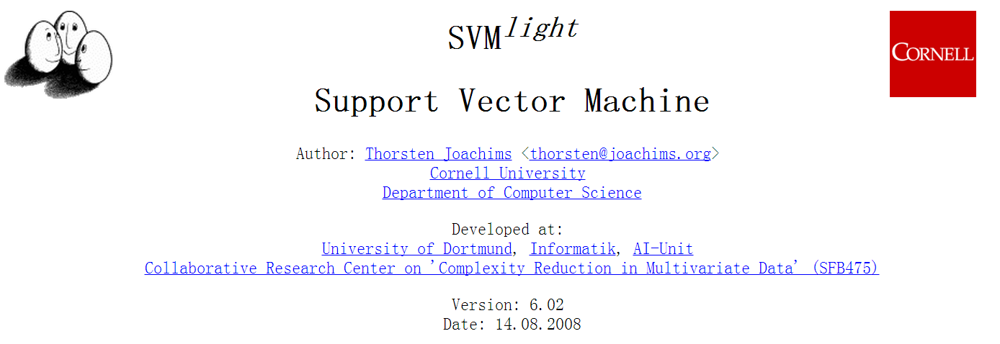 SVMlight
CORNELL
Support Vector Machine
Author: Thorsten Joachims <thorsten@joachims.org>
Cornell University
Department of Computer Science
Developed at:
University of Dortmund, Informatik, AI-Unit
Collaborative Research Center on 'Complexity Reduction in Multivariate Data' (SFB475)
Version: 6.02
Date: 14.08.2008